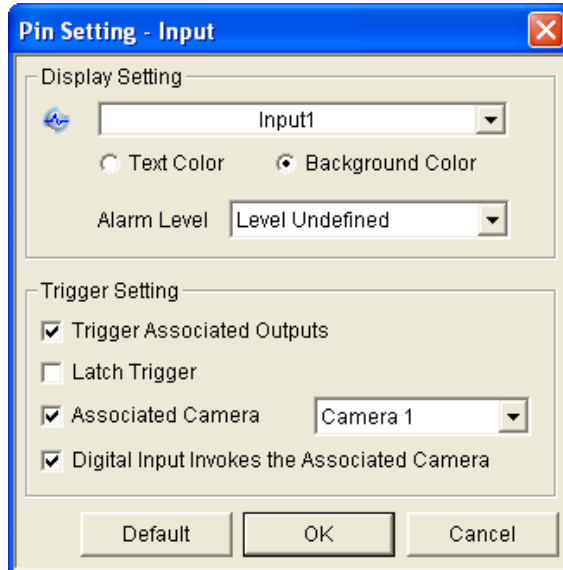 Pin Setting - Input
Display Setting
Input1
Text Color Background Color
Alarm Level Level Undefined
Trigger Setting
Trigger Associated Outputs
Latch Trigger
Associated Camera Camera 1
Digital Input Invokes the Associated Camera
Default OK Cancel